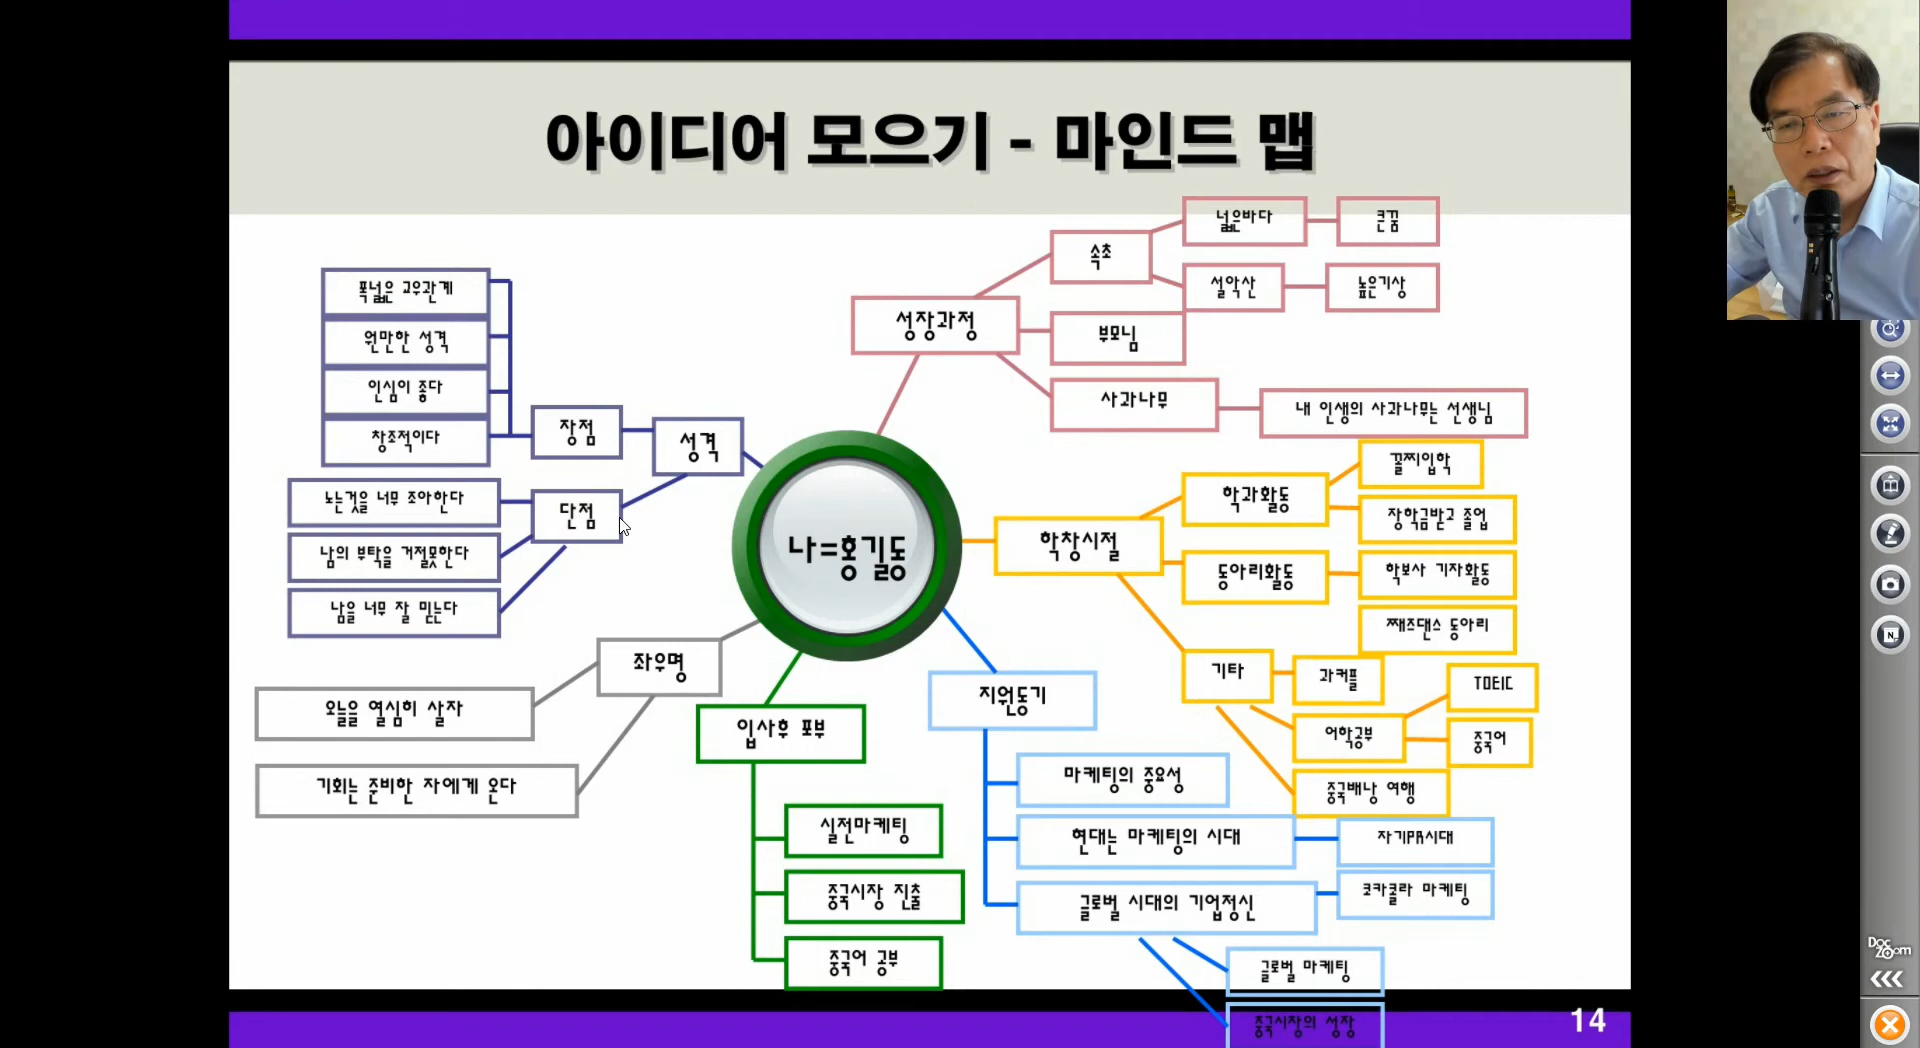 아이디어 모으기 - 마인드 맵
넓은바다
큰꿈
속초
설악산
높은기상
성장과정
부모님
사과나무
내 인생의 사과나무는 선생님
폭넓은 교우관계
원만한 성격
인심이 좋다
창조적이다
장점
성격
노는것을 너무 조아한다
단점
남의 부탁을 거절못한다
남을 너무 잘 믿는다
나=홍길동
학창시절
학과활동
꼴찌입학
장학금받고 졸업
동아리활동
학보사 기자활동
째즈댄스 동아리
기타
과커플
어학공부
TOEIC
중국어
중국배낭 여행
좌우명
오늘을 열심히 살자
기회는 준비한 자에게 온다
입사후 포부
실전마케팅
중국시장 진출
중국어 공부
지원동기
마케팅의 중요성
현대는 마케팅의 시대
자기PR시대
글로벌 시대의 기업정신
코카콜라 마케팅
글로벌 마케팅
중국시장의 성장
14
Doc
Zoom